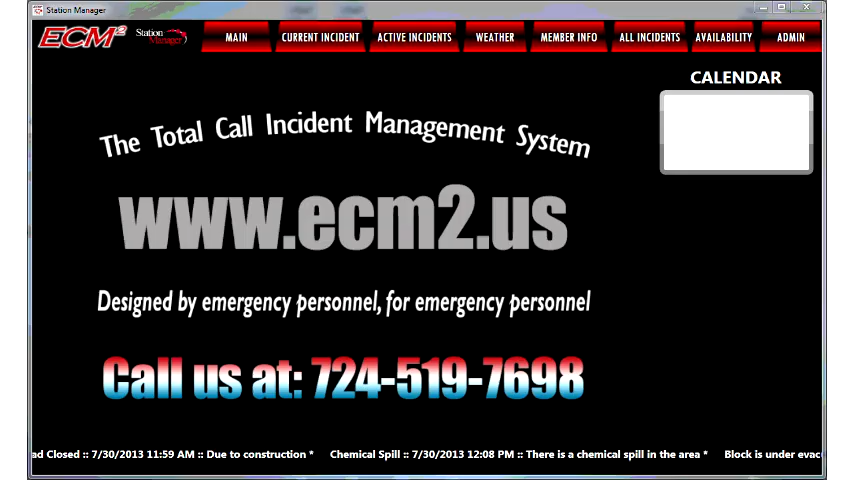 Station Manager
ECM2 Station Manager MAIN CURRENT INCIDENT ACTIVE INCIDENTS WEATHER MEMBER INFO ALL INCIDENTS AVAILABILITY ADMIN
CALENDAR
The Total Call Incident Management System
www.ecm2.us
Designed by emergency personnel, for emergency personnel
Call us at: 724-519-7698
ad Closed :: 7/30/2013 11:59 AM :: Due to construction * Chemical Spill :: 7/30/2013 12:08 PM :: There is a chemical spill in the area * Block is under evac